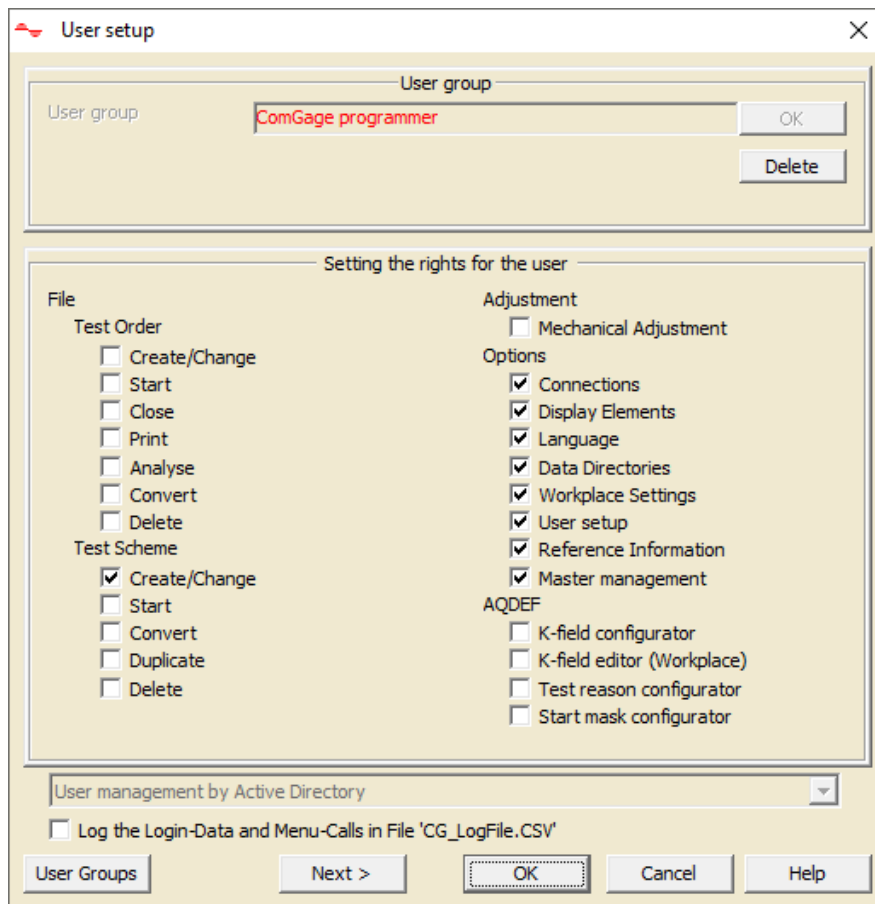 User setup
User group
User group
ComGage programmer
OK
Delete
Setting the rights for the user
File
Test Order
Create/Change
Start
Close
Print
Analyse
Convert
Delete
Test Scheme
Create/Change
Start
Convert
Duplicate
Delete
Adjustment
Mechanical Adjustment
Options
Connections
Display Elements
Language
Data Directories
Workplace Settings
User setup
Reference Information
Master management
AQDEF
K-field configurator
K-field editor (Workplace)
Test reason configurator
Start mask configurator
User management by Active Directory
Log the Login-Data and Menu-Calls in File 'CG_LogFile.CSV'
User Groups
Next >
OK
Cancel
Help